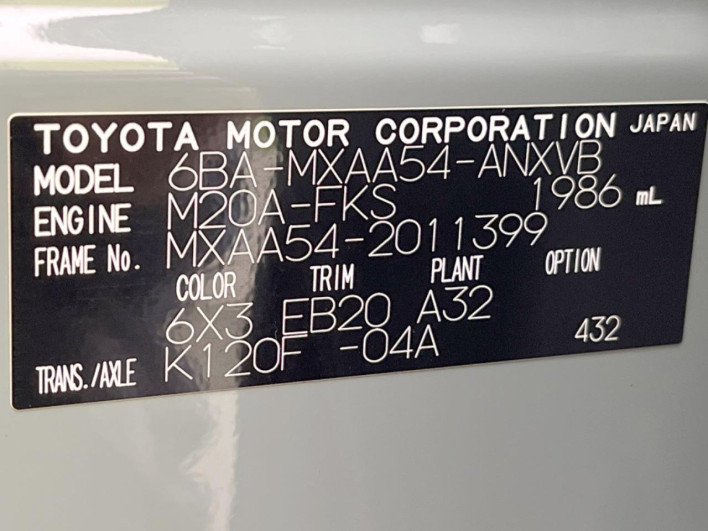 TOYOTA MOTOR CORPORATION JAPAN
MODEL 6BA-MXAA54-ANXVB
ENGINE M20A-FKS 1986 mL
FRAME No. MXAA54-2011399
COLOR TRIM PLANT OPTION
6X3 EB20 A32
TRANS./AXLE K120F -04A 432